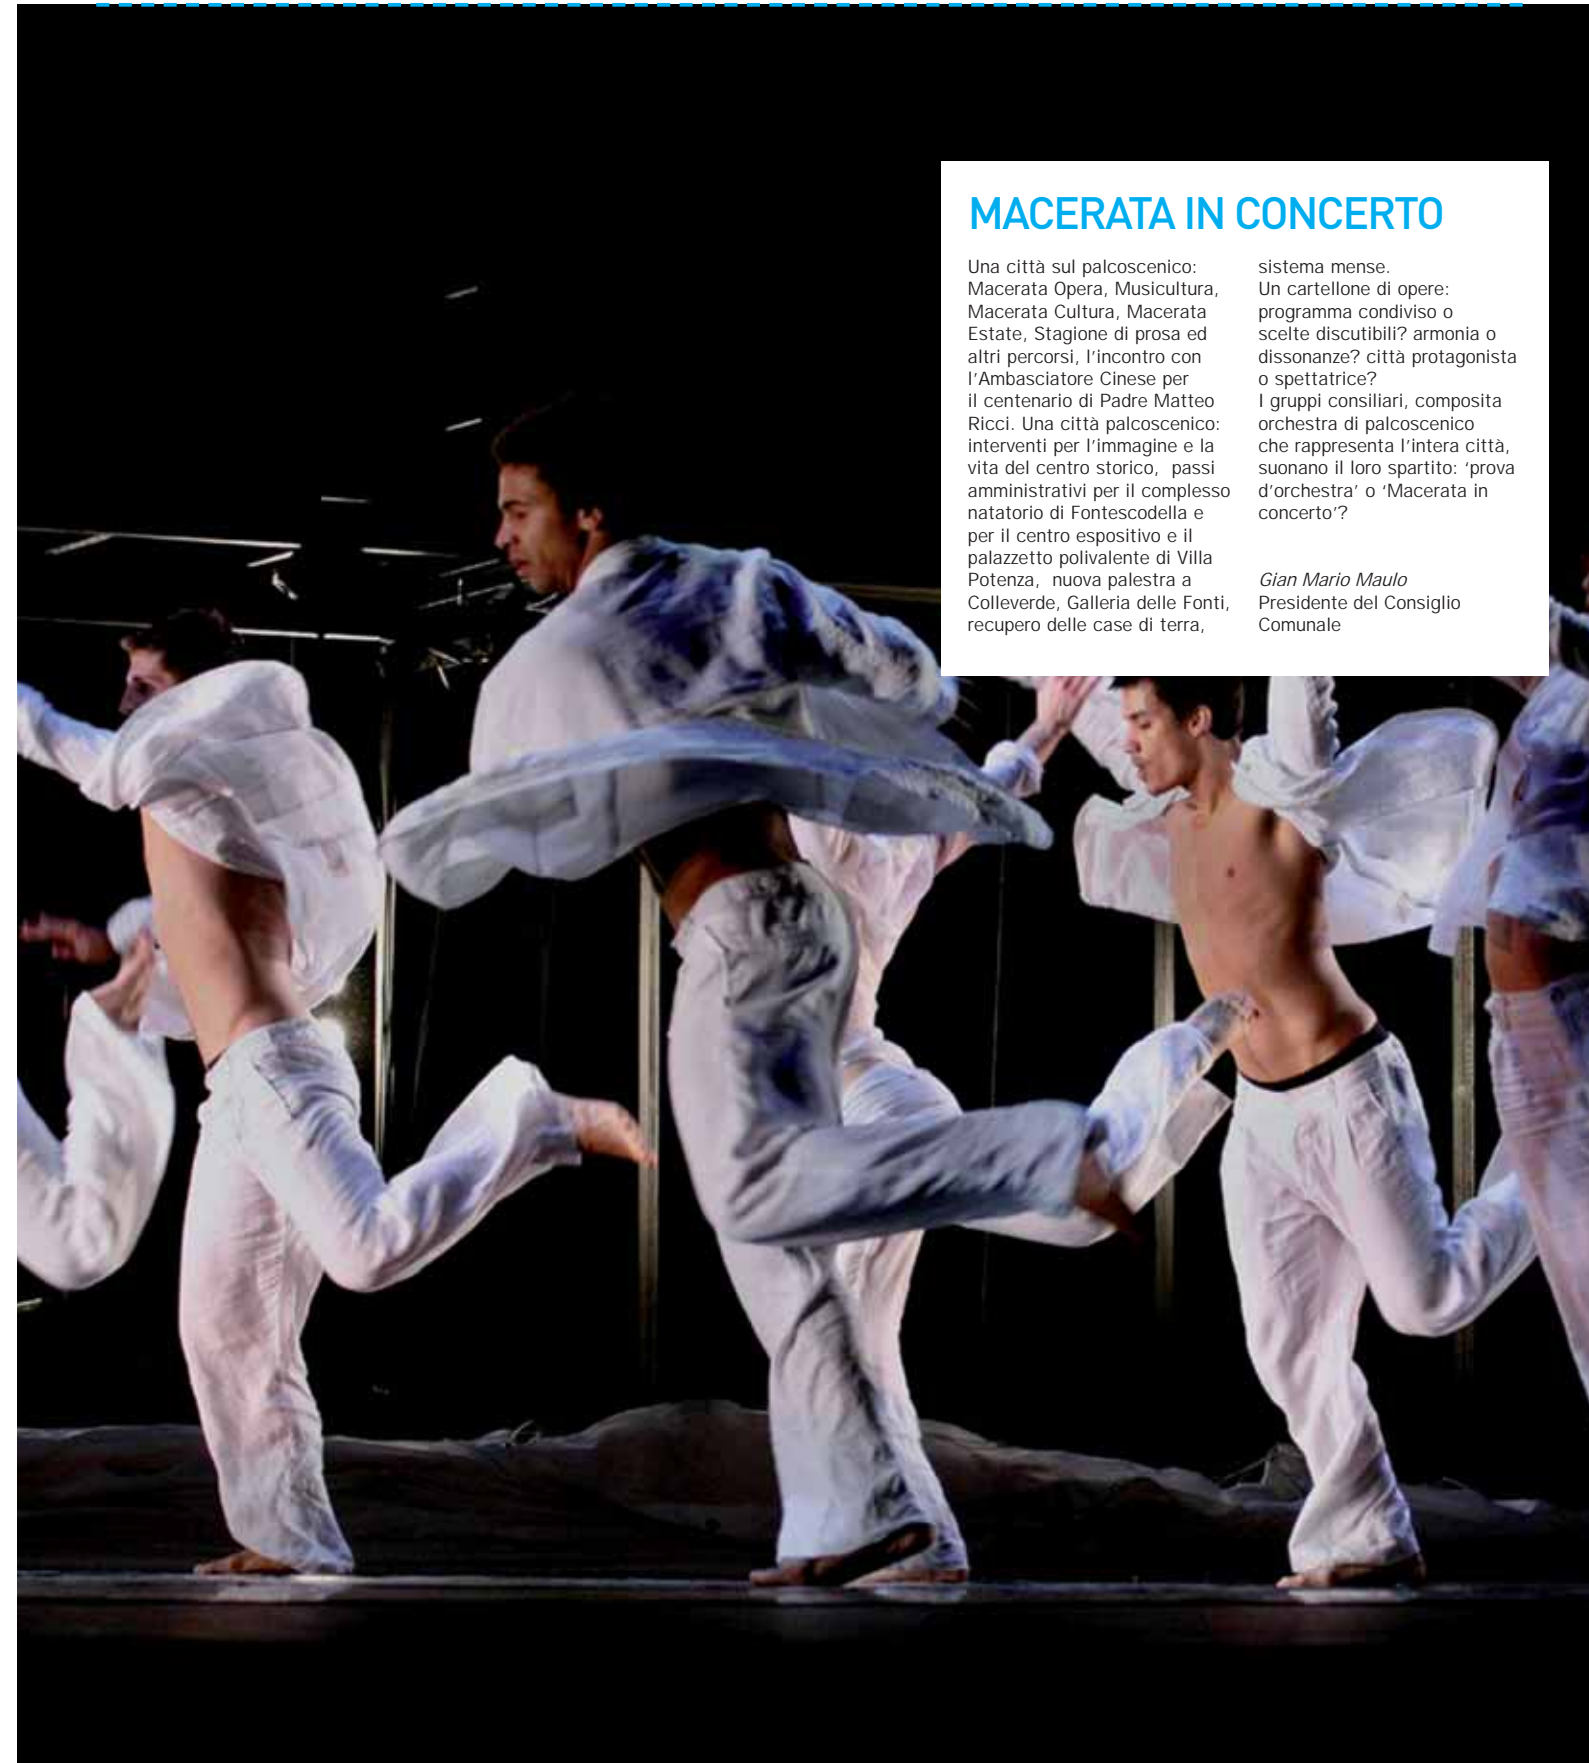 MACERATA IN CONCERTO
Una città sul palcoscenico:
Macerata Opera, Musicultura,
Macerata Cultura, Macerata
Estate, Stagione di prosa ed
altri percorsi, l'incontro con
l'Ambasciatore Cinese per
il centenario di Padre Matteo
Ricci. Una città palcoscenico:
interventi per l'immagine e la
vita del centro storico,  passi
amministrativi per il complesso
natatorio di Fontescodella e
per il centro espositivo e il
palazzetto polivalente di Villa
Potenza,  nuova palestra a
Colleverde, Galleria delle Fonti,
recupero delle case di terra,
sistema mense.
Un cartellone di opere:
programma condiviso o
scelte discutibili? armonia o
dissonanze? città protagonista
o spettatrice?
I gruppi consiliari, composita
orchestra di palcoscenico
che rappresenta l'intera città,
suonano il loro spartito: ‘prova
d'orchestra’ o ‘Macerata in
concerto’?
Gian Mario Maulo
Presidente del Consiglio
Comunale